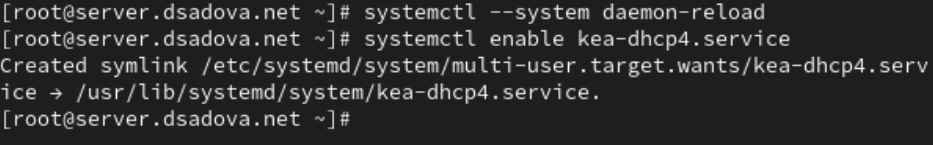 [root@server.dsadova.net ~]# systemctl --system daemon-reload
[root@server.dsadova.net ~]# systemctl enable kea-dhcp4.service
Created symlink /etc/systemd/system/multi-user.target.wants/kea-dhcp4.serv
ice → /usr/lib/systemd/system/kea-dhcp4.service.
[root@server.dsadova.net ~]#